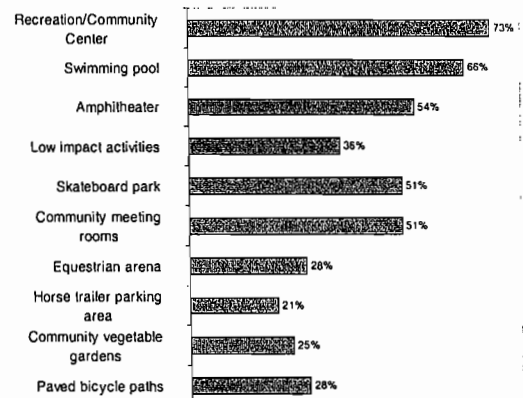 Recreation/Community
Center
73%
Swimming pool
66%
Amphitheater
54%
Low impact activities
36%
Skateboard park
51%
Community meeting
rooms
51%
Equestrian arena
28%
Horse trailer parking
area
21%
Community vegetable
gardens
25%
Paved bicycle paths
28%